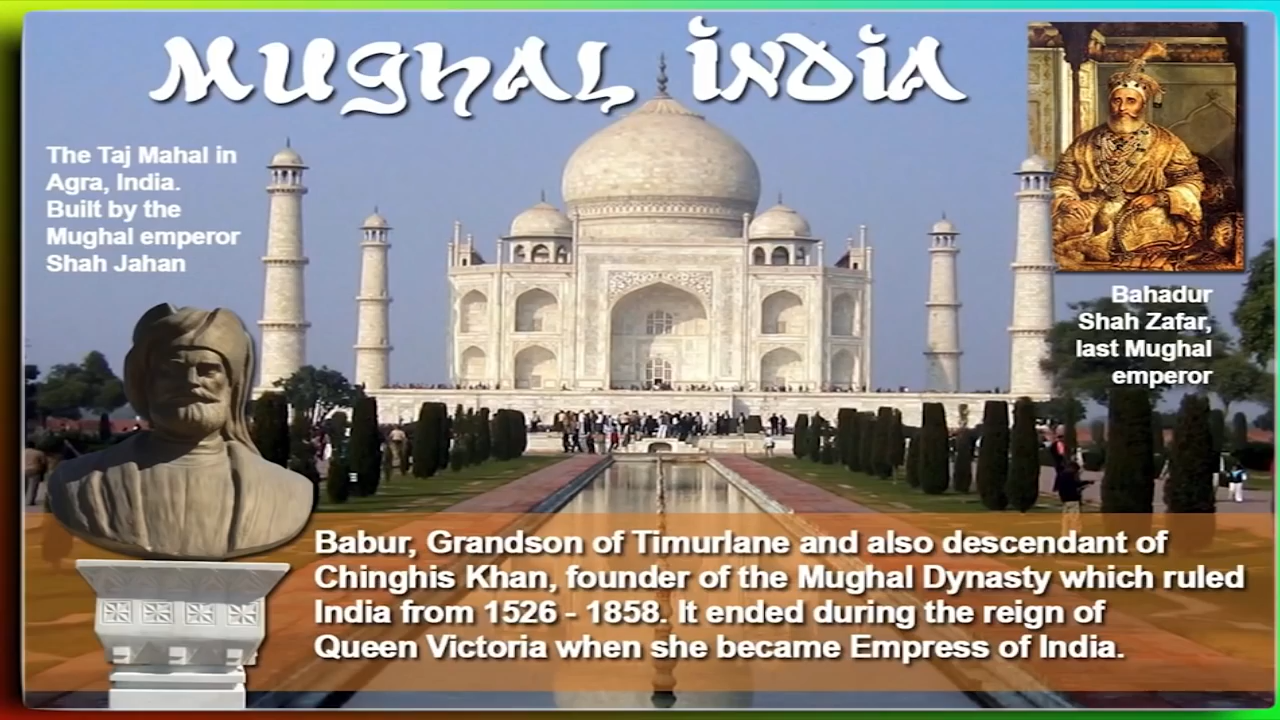 Mughal India
The Taj Mahal in
Agra, India.
Built by the
Mughal emperor
Shah Jahan
Bahadur
Shah Zafar,
last Mughal
emperor
Babur, Grandson of Timurlane and also descendant of
Chinghis Khan, founder of the Mughal Dynasty which ruled
India from 1526 - 1858. It ended during the reign of
Queen Victoria when she became Empress of India.